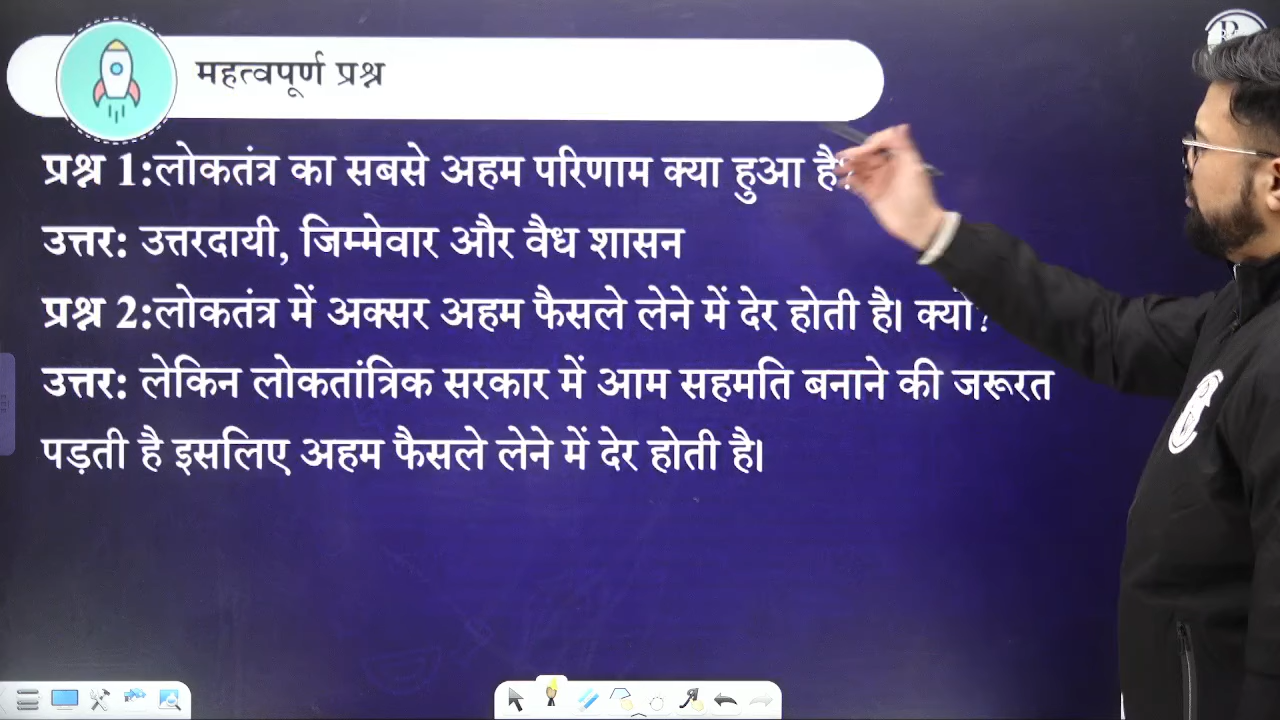 महत्वपूर्ण प्रश्न
प्रश्न 1:लोकतंत्र का सबसे अहम परिणाम क्या हुआ है?
उत्तर: उत्तरदायी, जिम्मेवार और वैध शासन
प्रश्न 2:लोकतंत्र में अक्सर अहम फैसले लेने में देर होती है। क्यों?
उत्तर: लेकिन लोकतांत्रिक सरकार में आम सहमति बनाने की जरूरत
पड़ती है इसलिए अहम फैसले लेने में देर होती है।